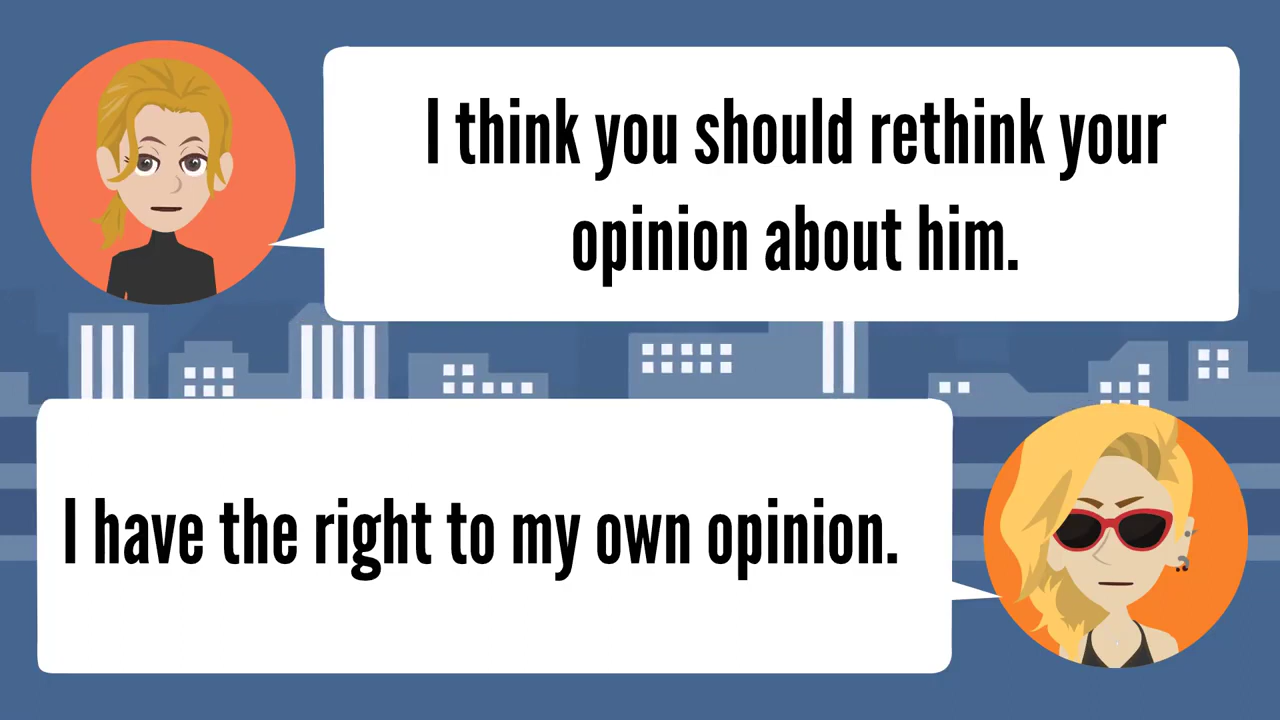 I think you should rethink your
opinion about him.
I have the right to my own opinion.